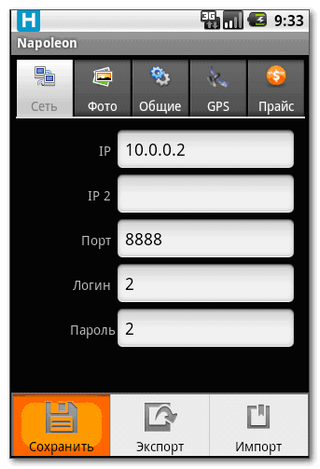 H 3G 9:33
Napoleon
Сеть Фото Общие GPS Прайс
IP 10.0.0.2
IP 2
Порт 8888
Логин 2
Пароль 2
Сохранить Экспорт Импорт